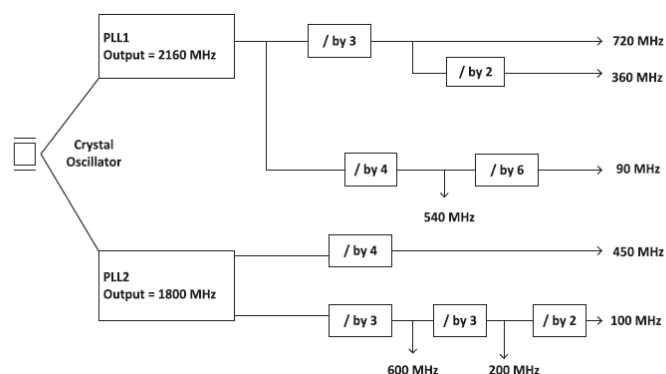 PLL1
Output = 2160 MHz
/ by 3
720 MHz
/ by 2
360 MHz
Crystal
Oscillator
/ by 4
/ by 6
90 MHz
540 MHz
PLL2
Output = 1800 MHz
/ by 4
450 MHz
/ by 3
/ by 3
/ by 2
100 MHz
600 MHz
200 MHz